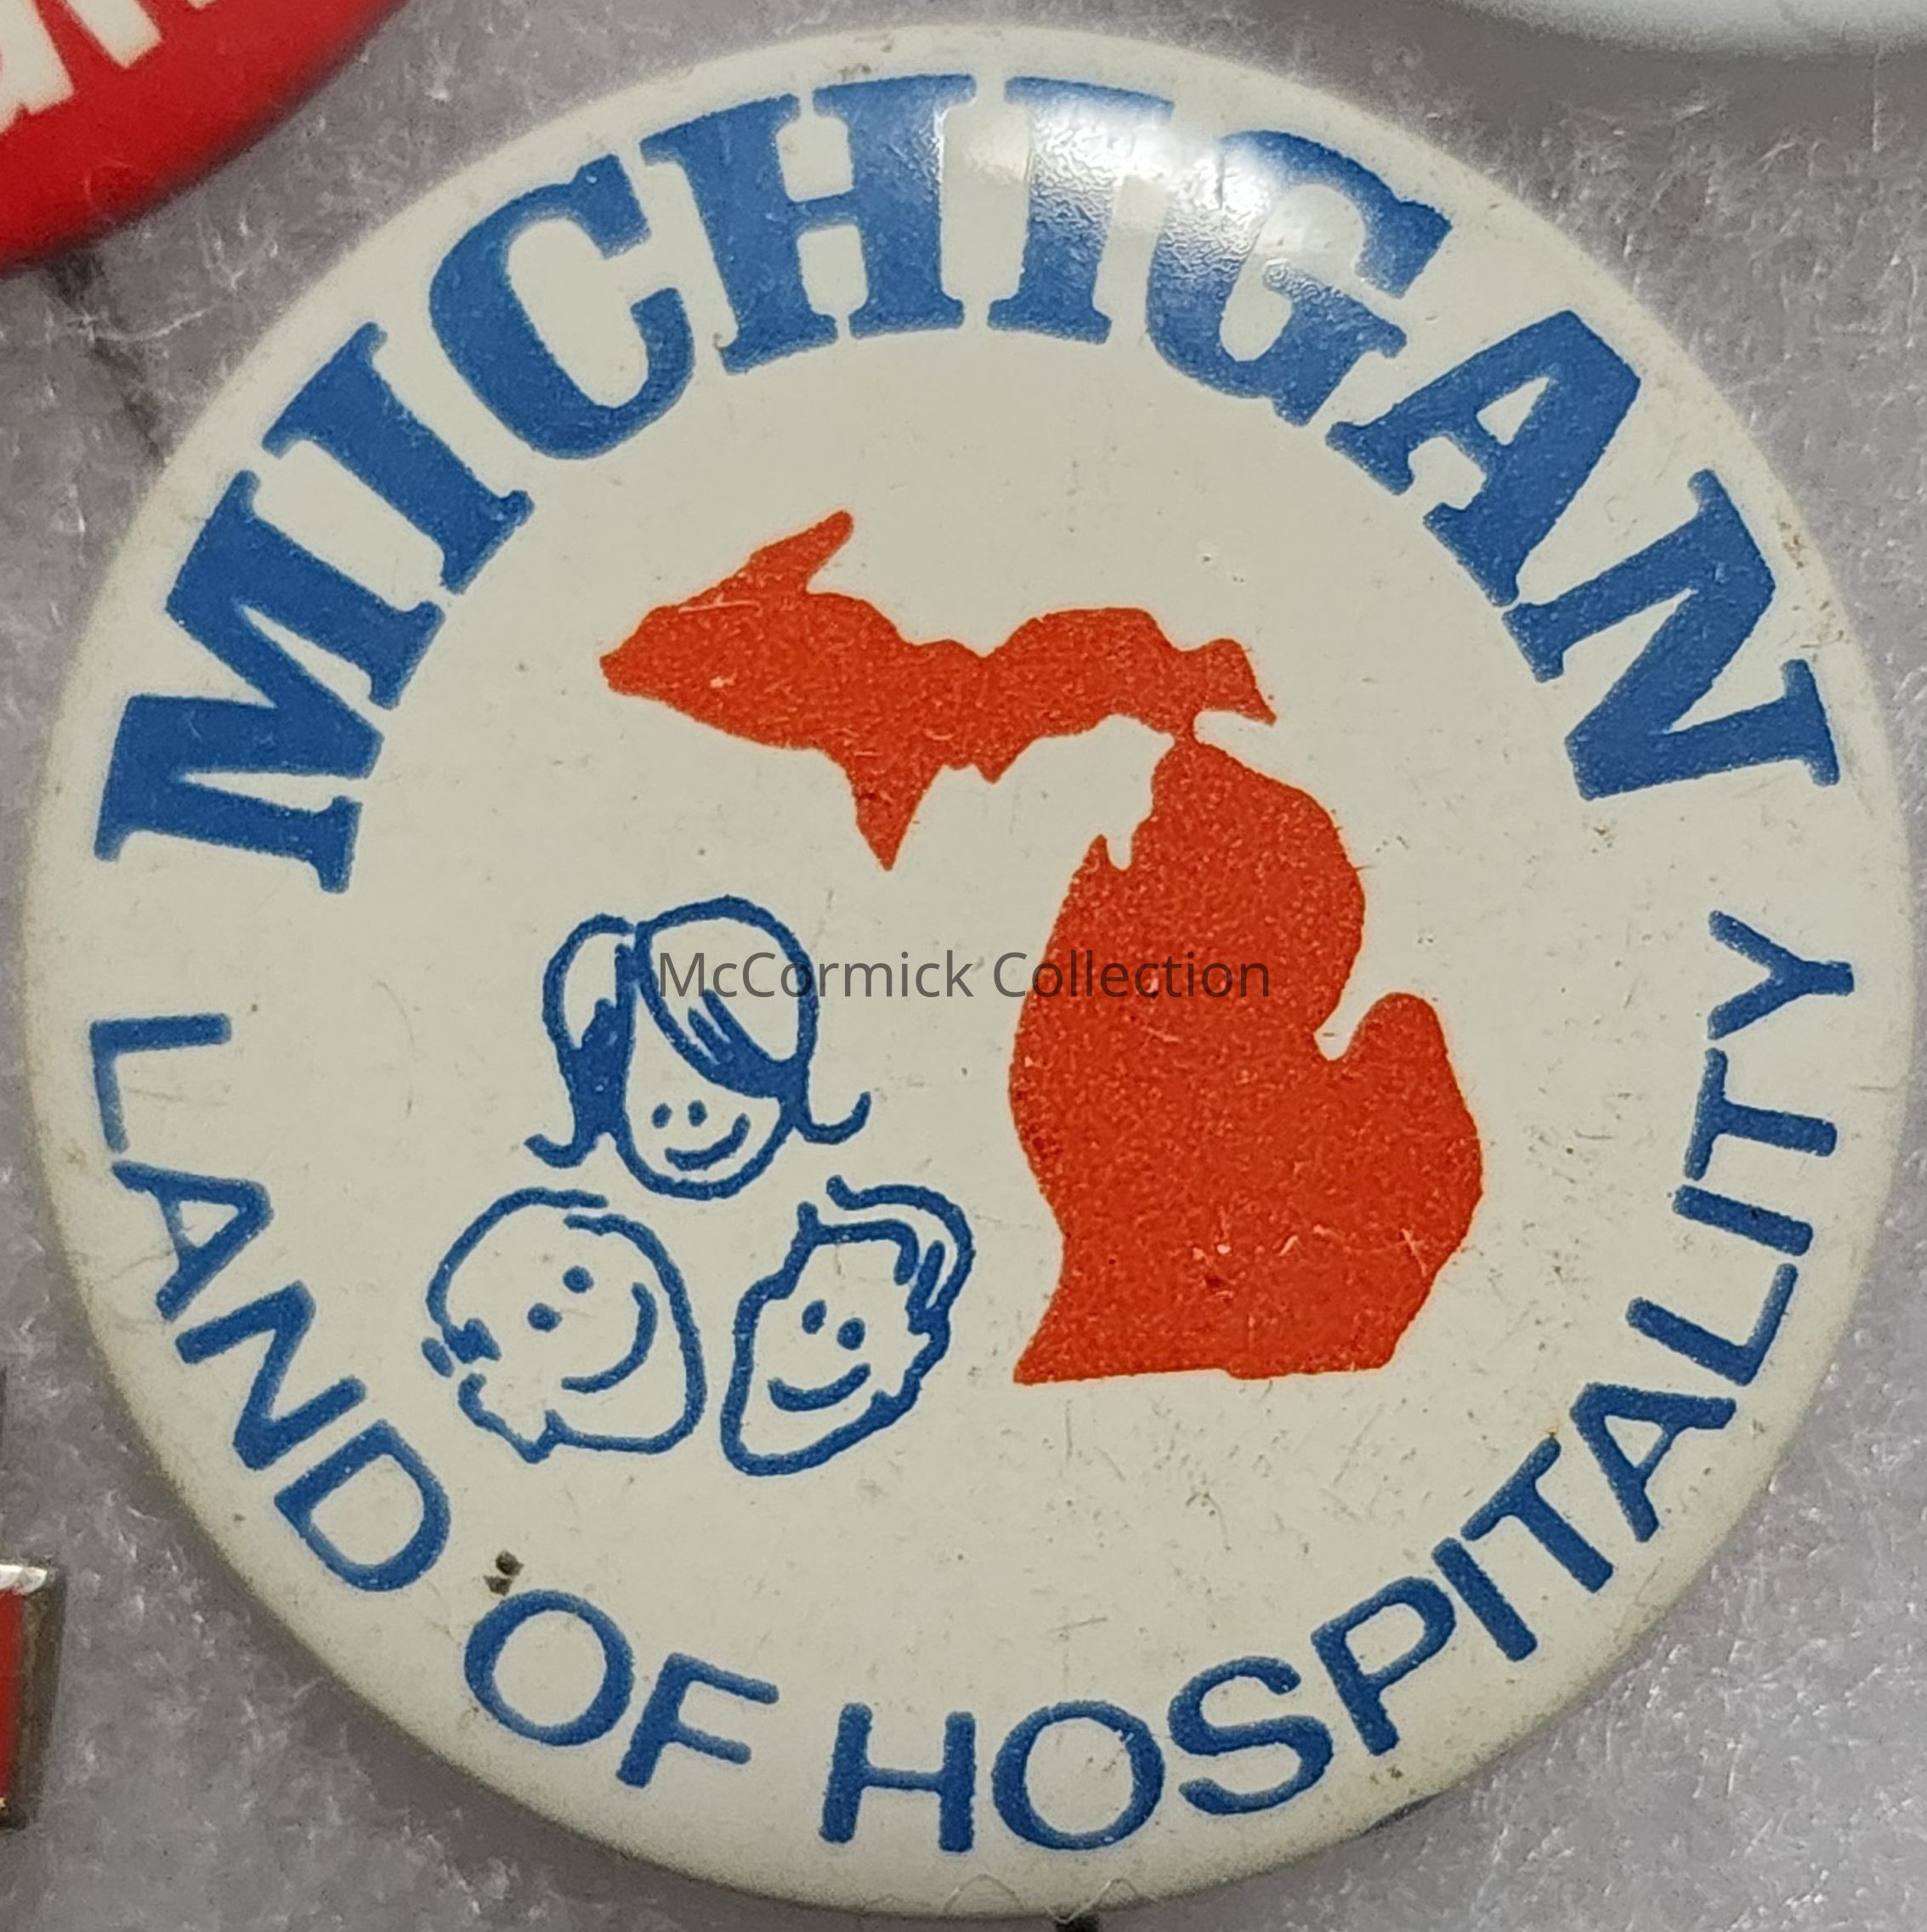 MICHIGAN
McCormick Collection
LAND OF HOSPITALITY